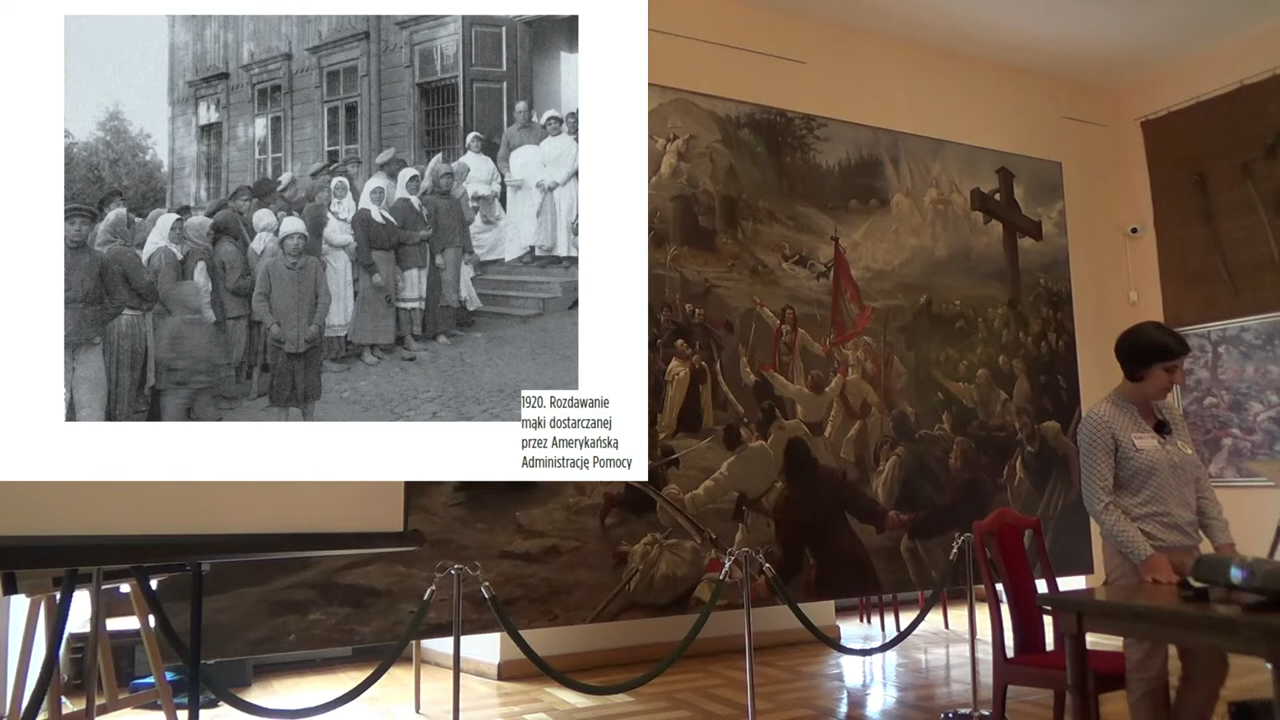 1920. Rozdawanie
mąki dostarczanej
przez Amerykańską
Administrację Pomocy